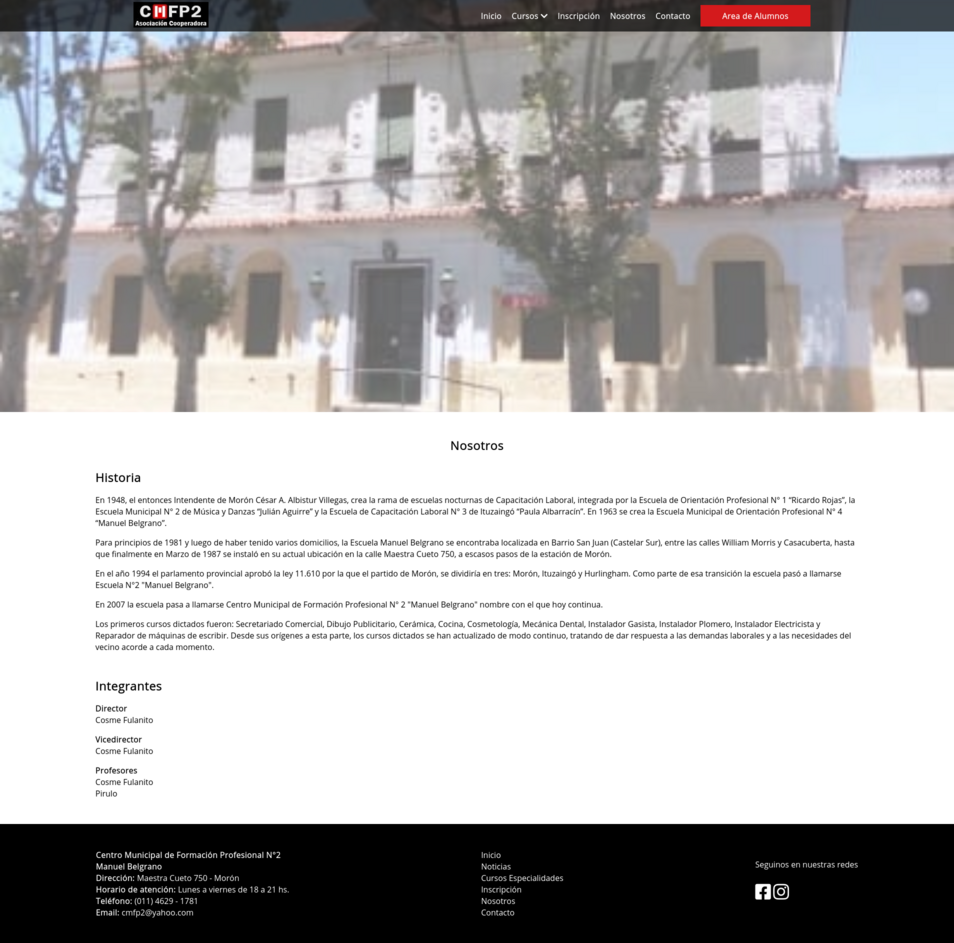 CMFP2
Asociación Cooperadora
Inicio
Cursos
Inscripción
Nosotros
Contacto
Area de Alumnos
Nosotros
Historia
En 1948, el entonces Intendente de Morón César A. Albistur Villegas, crea la rama de escuelas nocturnas de Capacitación Laboral, integrada por la Escuela de Orientación Profesional N° 1 “Ricardo Rojas”, la
Escuela Municipal N° 2 de Música y Danzas “Julián Aguirre” y la Escuela de Capacitación Laboral N° 3 de Ituzaingó “Paula Albarracín”. En 1963 se crea la Escuela Municipal de Orientación Profesional N° 4
“Manuel Belgrano”.
Para principios de 1981 y luego de haber tenido varios domicilios, la Escuela Manuel Belgrano se encontraba localizada en Barrio San Juan (Castelar Sur), entre las calles William Morris y Casacuberta, hasta
que finalmente en Marzo de 1987 se instaló en su actual ubicación en la calle Maestra Cueto 750, a escasos pasos de la estación de Morón.
En el año 1994 el parlamento provincial aprobó la ley 11.610 por la que el partido de Morón, se dividiría en tres: Morón, Ituzaingó y Hurlingham. Como parte de esa transición la escuela pasó a llamarse
Escuela N°2 "Manuel Belgrano".
En 2007 la escuela pasa a llamarse Centro Municipal de Formación Profesional N° 2 "Manuel Belgrano" nombre con el que hoy continua.
Los primeros cursos dictados fueron: Secretariado Comercial, Dibujo Publicitario, Cerámica, Cocina, Cosmetología, Mecánica Dental, Instalador Gasista, Instalador Plomero, Instalador Electricista y
Reparador de máquinas de escribir. Desde sus orígenes a esta parte, los cursos dictados se han actualizado de modo continuo, tratando de dar respuesta a las demandas laborales y a las necesidades del
vecino acorde a cada momento.
Integrantes
Director
Cosme Fulanito
Vicedirector
Cosme Fulanito
Profesores
Cosme Fulanito
Pirulo
Centro Municipal de Formación Profesional N°2
Manuel Belgrano
Dirección: Maestra Cueto 750 - Morón
Horario de atención: Lunes a viernes de 18 a 21 hs.
Teléfono: (011) 4629 - 1781
Email: cmfp2@yahoo.com
Inicio
Noticias
Cursos Especialidades
Inscripción
Nosotros
Contacto
Seguinos en nuestras redes